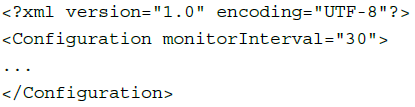 <?xml version="1.0" encoding="UTF-8"?>
<Configuration monitorInterval="30">
...
</Configuration>